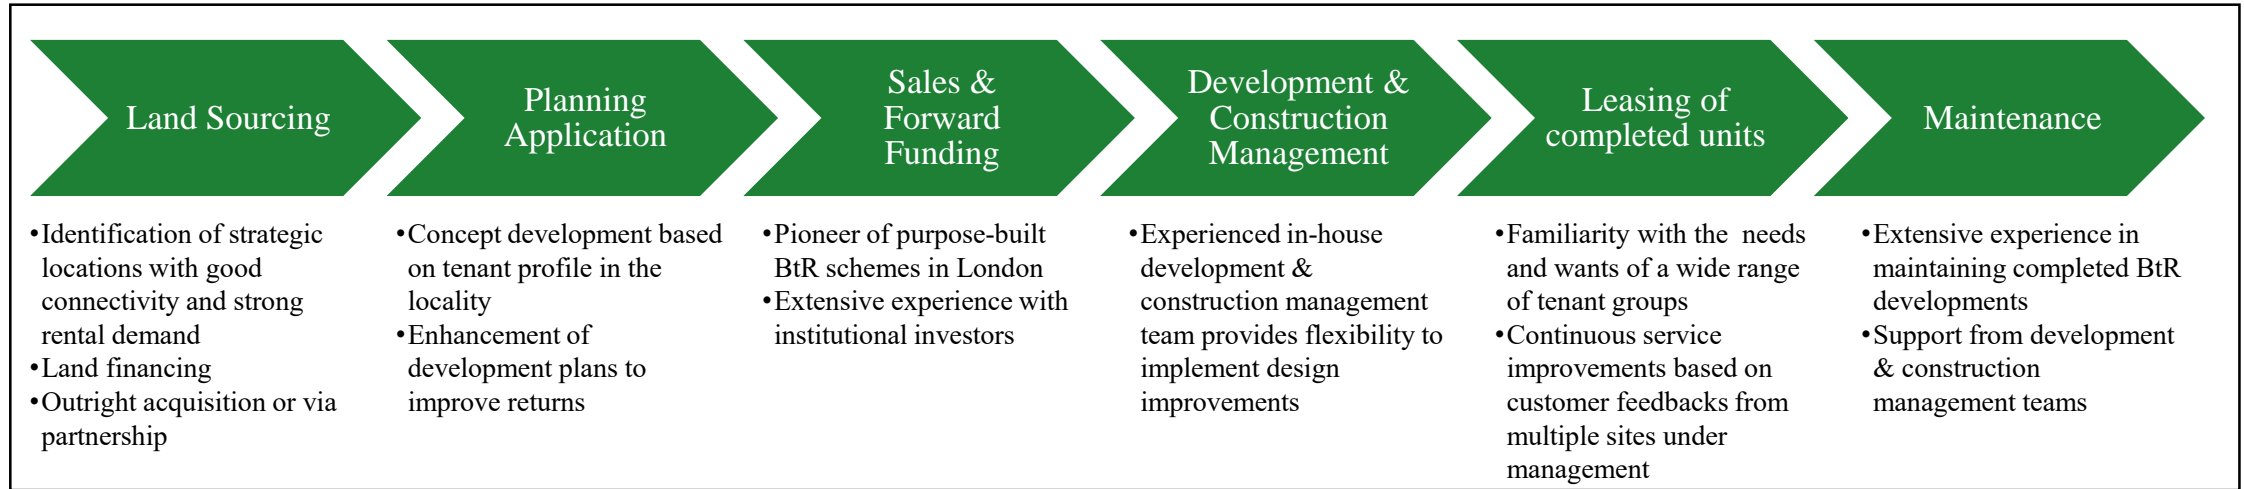 Land Sourcing
Planning
Application
Sales &
Forward
Funding
Development &
Construction
Management
Leasing of
completed units
Maintenance
•Identification of strategic
locations with good
connectivity and strong
rental demand
•Land financing
•Outright acquisition or via
partnership
•Concept development based
on tenant profile in the
locality
•Enhancement of
development plans to
improve returns
•Pioneer of purpose-built
BtR schemes in London
•Extensive experience with
institutional investors
•Experienced in-house
development &
construction management
team provides flexibility to
implement design
improvements
•Familiarity with the needs
and wants of a wide range
of tenant groups
•Continuous service
improvements based on
customer feedbacks from
multiple sites under
management
•Extensive experience in
maintaining completed BtR
developments
•Support from development
& construction
management teams